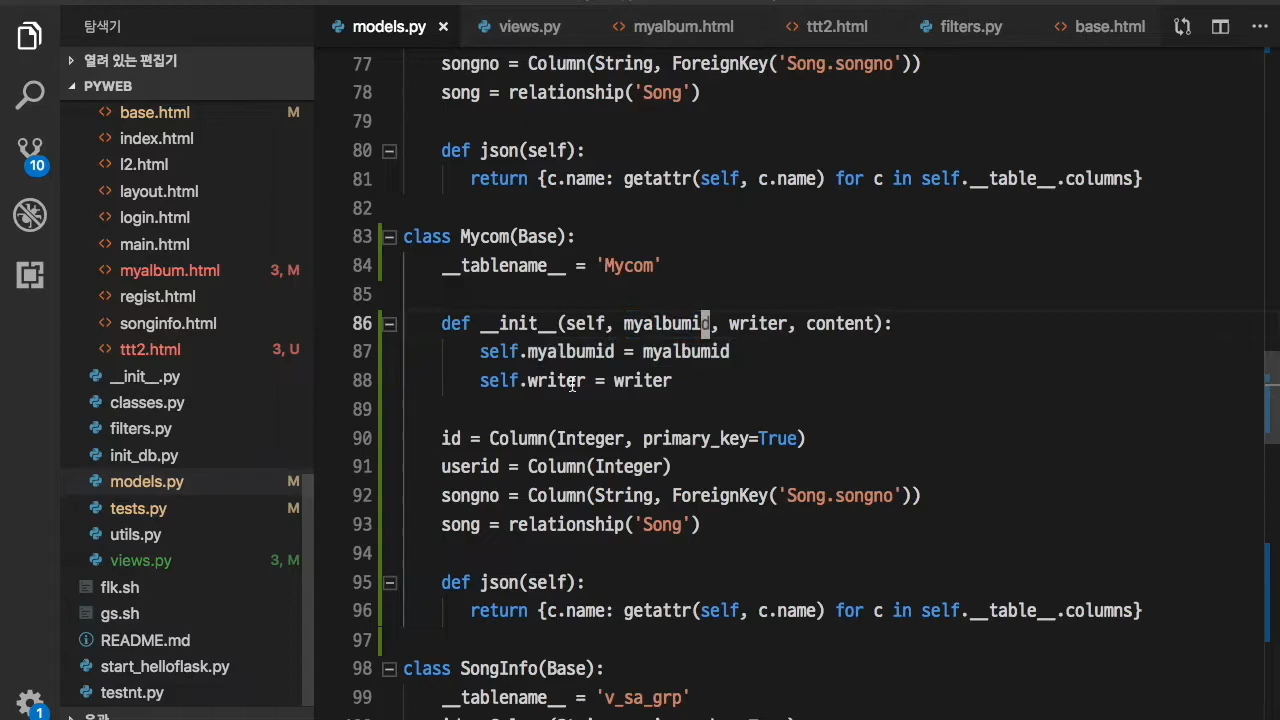 탐색기
열려 있는 편집기
PYWEB
base.html M
index.html
l2.html
layout.html
login.html
main.html
myalbum.html 3, M
regist.html
songinfo.html
ttt2.html 3, U
__init__.py
classes.py
filters.py
init_db.py
models.py M
tests.py M
utils.py
views.py 3, M
flk.sh
gs.sh
README.md
start_helloflask.py
testnt.py
10
1
models.py views.py myalbum.html ttt2.html filters.py base.html
77 songno = Column(String, ForeignKey('Song.songno'))
78 song = relationship('Song')
79
80 def json(self):
81 return {c.name: getattr(self, c.name) for c in self.__table__.columns}
82
83 class Mycom(Base):
84 __tablename__ = 'Mycom'
85
86 def __init__(self, myalbumid, writer, content):
87 self.myalbumid = myalbumid
88 self.writer = writer
89
90 id = Column(Integer, primary_key=True)
91 userid = Column(Integer)
92 songno = Column(String, ForeignKey('Song.songno'))
93 song = relationship('Song')
94
95 def json(self):
96 return {c.name: getattr(self, c.name) for c in self.__table__.columns}
97
98 class SongInfo(Base):
99 __tablename__ = 'v_sa_grp'